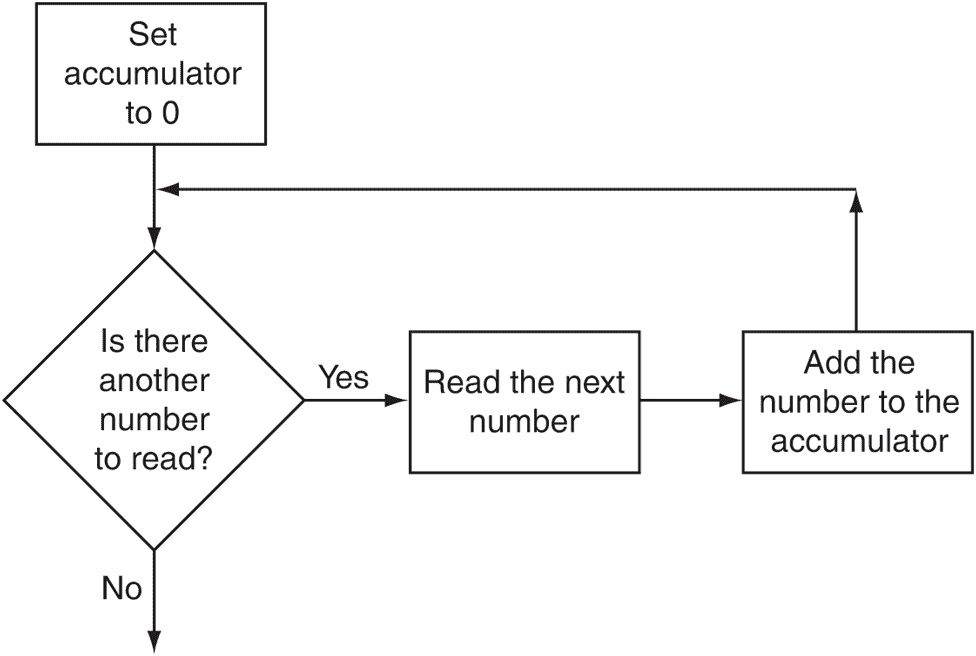 Set
accumulator
to 0
Is there
another
number
to read?
Yes
Read the next
number
Add the
number to the
accumulator
No